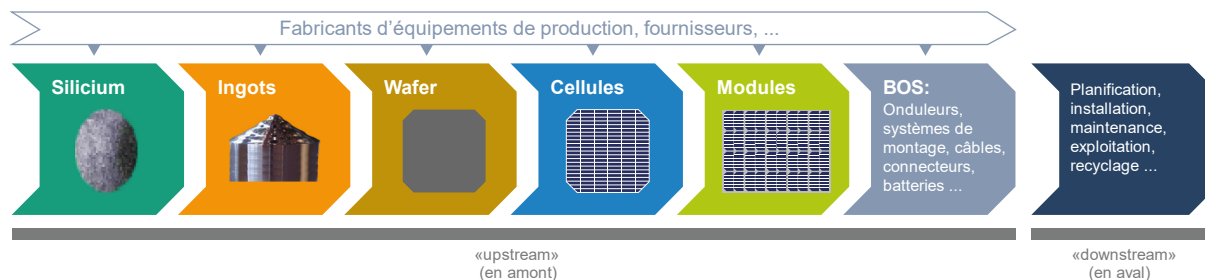 Fabricants d’équipements de production, fournisseurs, ...
Silicium
Ingots
Wafer
Cellules
Modules
BOS:
Onduleurs,
systèmes de
montage, câbles,
connecteurs,
batteries ...
Planification,
installation,
maintenance,
exploitation,
recyclage ...
«upstream»
(en amont)
«downstream»
(en aval)